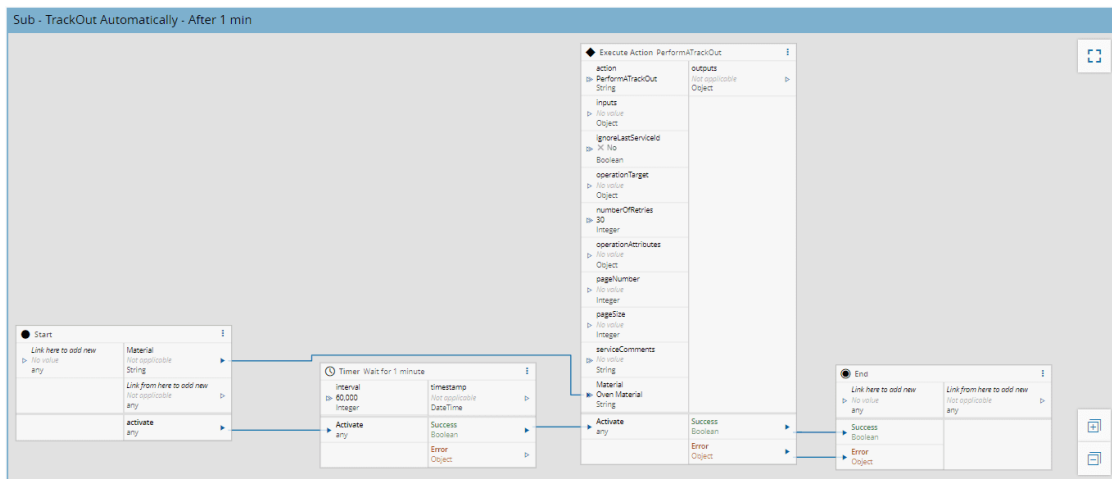 Sub - TrackOut Automatically - After 1 min
Execute Action PerformATrackOut
action
PerformATrackOut
String
outputs
Not applicable
Object
inputs
No value
Object
IgnoreLastServiceId
No
Boolean
operationTarget
No value
Object
numberOfRetries
30
Integer
operationAttributes
No value
Object
pageNumber
No value
Integer
pageSize
No value
Integer
serviceComments
No value
String
Material
Oven Material
String
Activate
any
Success
Boolean
Error
Object
Start
Link here to add new
No value
any
Material
Not applicable
String
Link from here to add new
Not applicable
any
activate
any
Timer Wait for 1 minute
interval
60,000
Integer
timestamp
Not applicable
DateTime
Activate
any
Success
Boolean
Error
Object
End
Link here to add new
No value
any
Link from here to add new
Not applicable
any
Success
Boolean
Error
Object